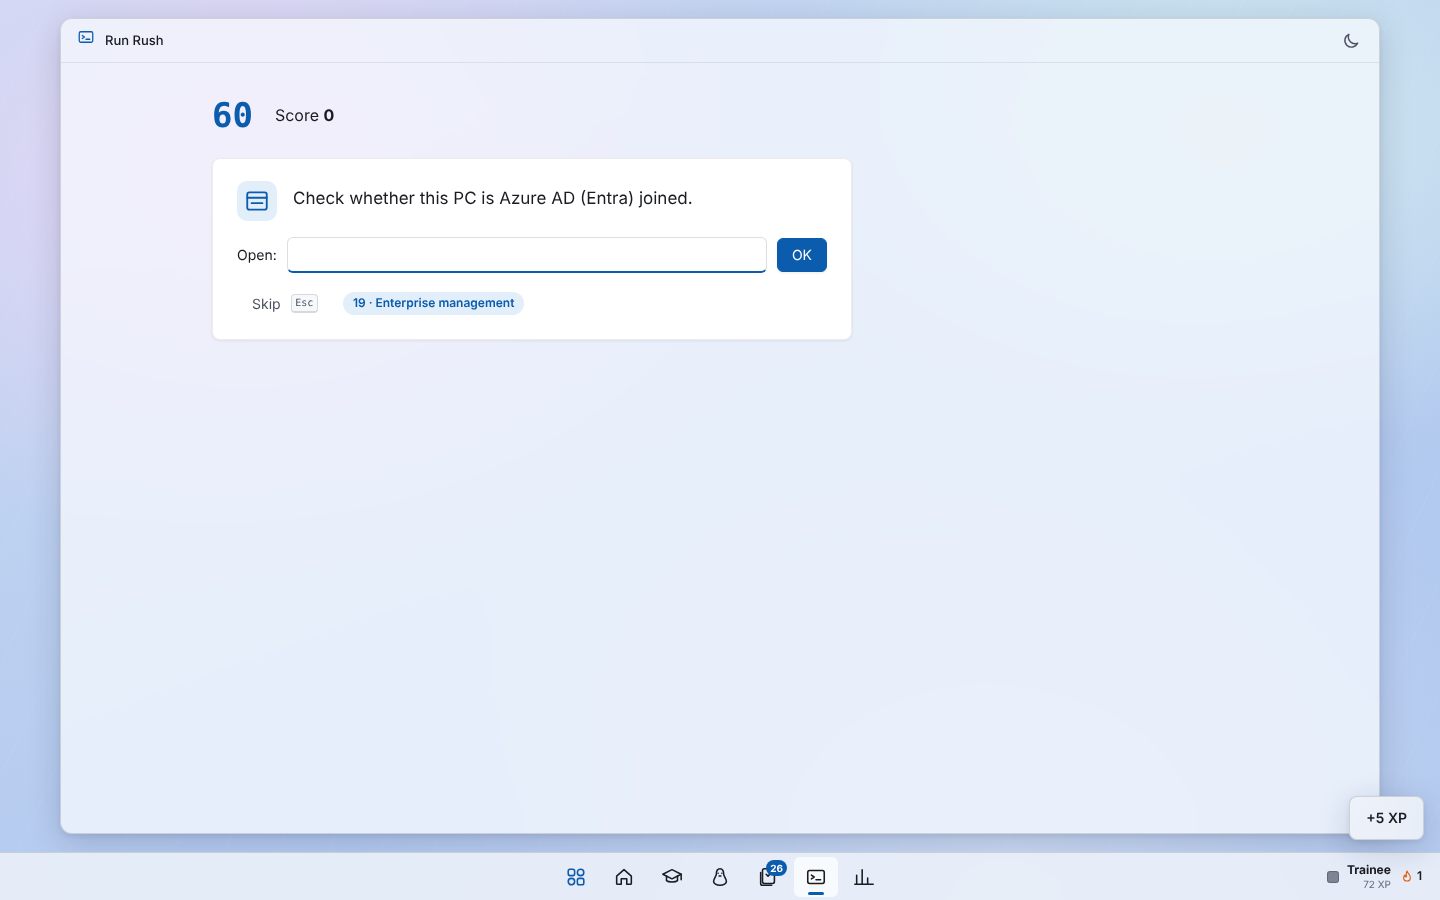 Run Rush
60 Score 0
Check whether this PC is Azure AD (Entra) joined.
Open: OK
Skip Esc 19 · Enterprise management
+5 XP
26
Trainee
72 XP
1